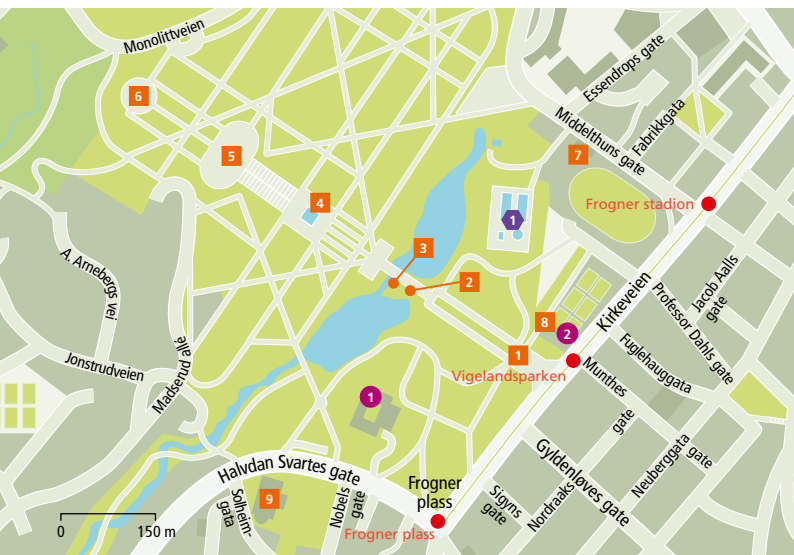 Monolittveien
Essendrops gate
6
Middelthuns gate
Fabrikkgata
5
7
4
Frogner stadion
1
3
2
A. Arnebergs vei
Kirkeveien
Jacob Aalls
gate
Professor Dahls gate
8
2
1
Vigelandsparken
Fuglehauggata
Jonstrudveien
Madserud allé
Munthes
gate
1
Gyldenløves gate
Neuberggata
gate
Halvdan Svartes gate
Frogner
plass
Sigyns
gate
Nordraaks
9
Solheim-
gata
Nobels
gate
0
150 m
Frogner plass